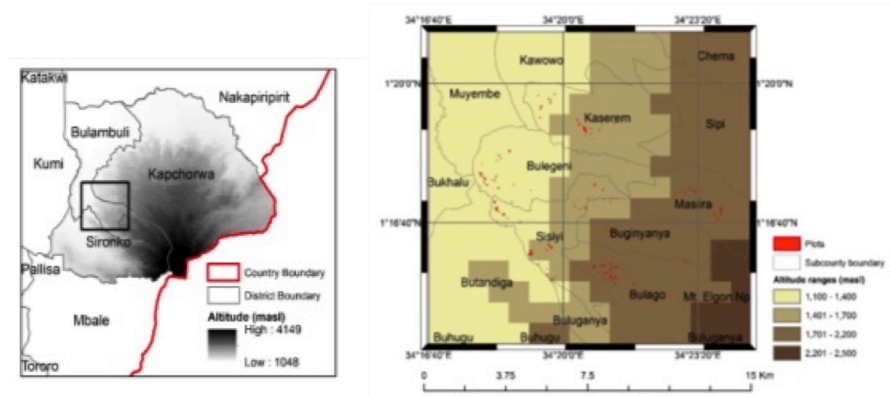 Katakwi
Nakapiripirit
Bulambuli
Kumi
Kapchorwa
Sironko
Pallisa
Mbale
Tororo
Country Boundary
District Boundary
Altitude (masl)
High : 4149
Low : 1048
34°16'40"E 34°20'0"E 34°23'20"E
Kawowo
Chema
1°20'0"N 1°20'0"N
Muyembe
Kaserem
Sipi
Bulegeni
Bukhalu
Masiira
1°16'40"N 1°16'40"N
Sisiyi
Buginyanya
Butandiga
Bulago
Mt. Elgon Np
Buluganya
Buhugu Buhugu Buluganya
34°16'40"E 34°20'0"E 34°23'20"E
Plots
Subcounty boundary
Altitude ranges (masl)
1,100 - 1,400
1,401 - 1,700
1,701 - 2,200
2,201 - 2,500
0 3.75 7.5 15 Km